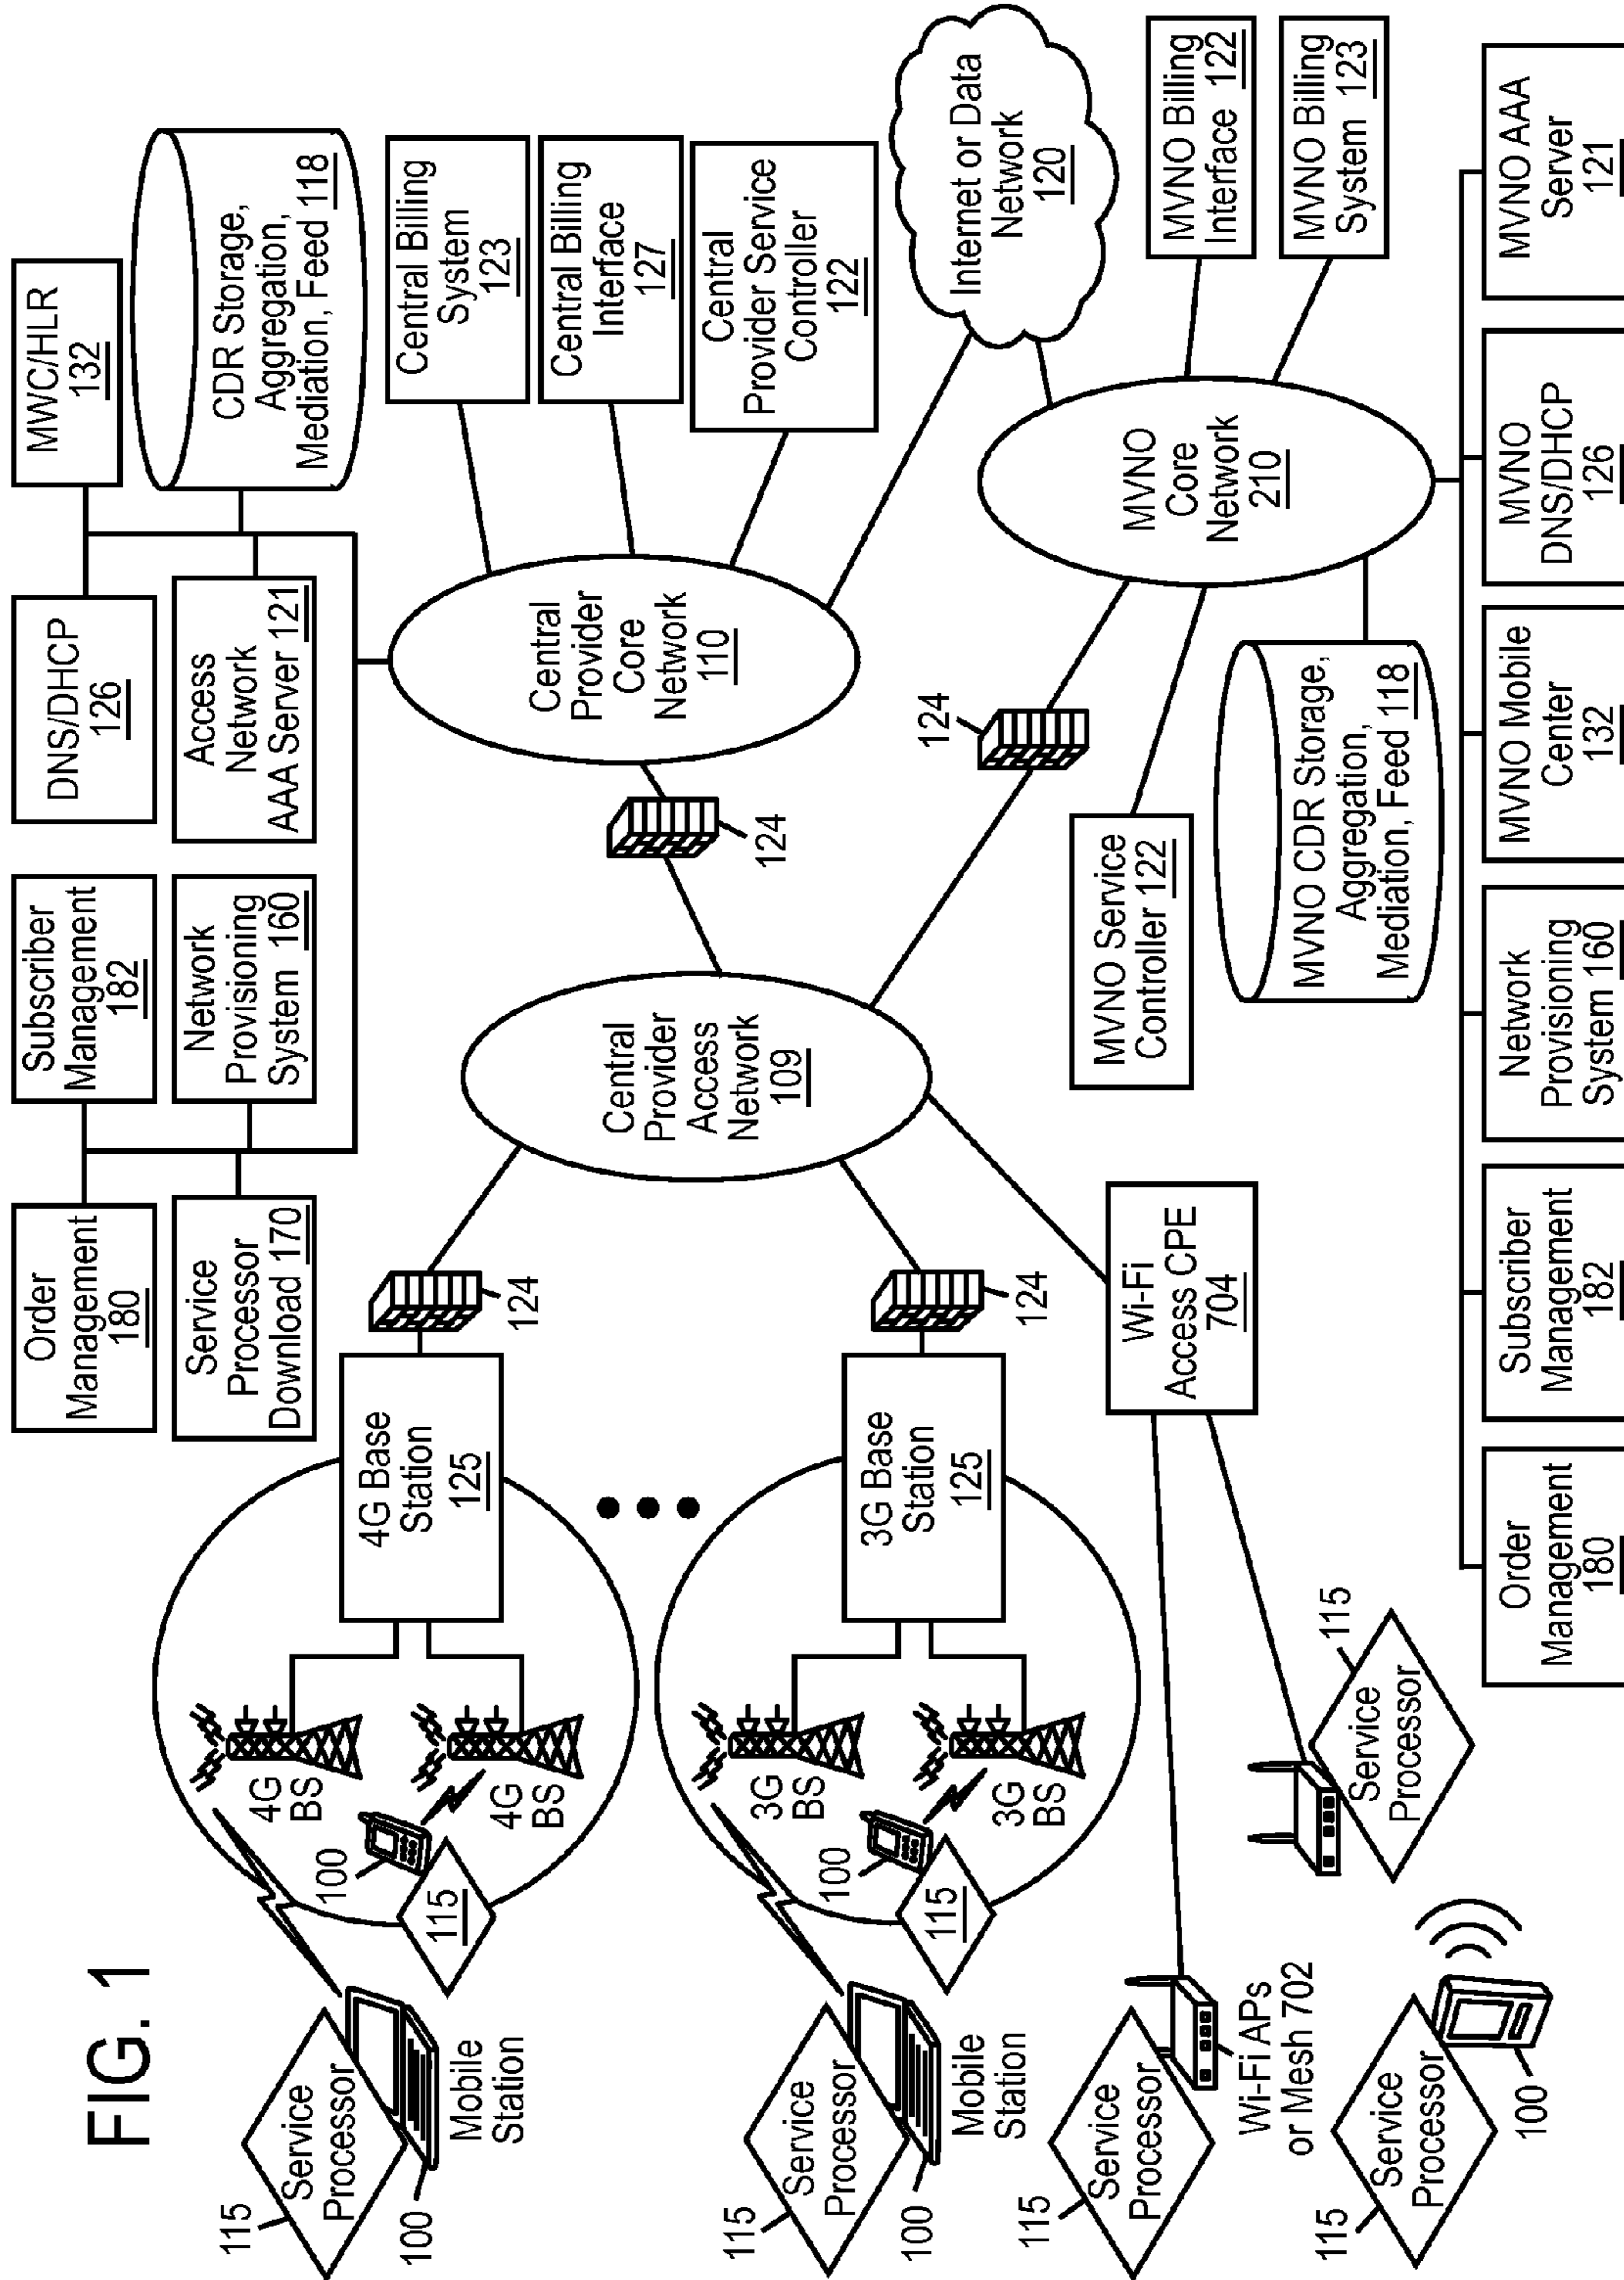 FIG. 1
Order
Management
180
Subscriber
Management
182
DNS/DHCP
126
MWC/HLR
132
Service
Processor
Download 170
Network
Provisioning
System 160
Access
Network
AAA Server 121
CDR Storage,
Aggregation,
Mediation, Feed 118
115
Service
Processor
100
Mobile
Station
4G
BS
100
4G
BS
115
4G Base
Station
125
124
Central
Provider
Access
Network
109
124
Central
Provider
Core
Network
110
Central Billing
System
123
Central Billing
Interface
127
Central
Provider Service
Controller
122
115
Service
Processor
100
Mobile
Station
3G
BS
100
3G
BS
115
3G Base
Station
125
124
124
Internet or Data
Network
120
115
Service
Processor
Wi-Fi APs
or Mesh 702
Wi-Fi
Access CPE
704
MVNO Service
Controller 122
MVNO
Core
Network
210
MVNO Billing
Interface 122
MVNO Billing
System 123
115
Service
Processor
100
Service
Processor
115
MVNO CDR Storage,
Aggregation,
Mediation, Feed 118
Order
Management
180
Subscriber
Management
182
Network
Provisioning
System 160
MVNO Mobile
Center
132
MVNO
DNS/DHCP
126
MVNO AAA
Server
121